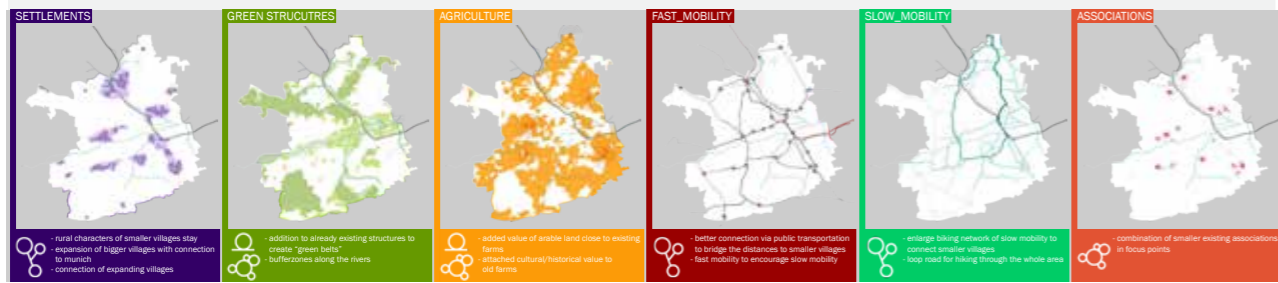 SETTLEMENTS
- rural characters of smaller villages stay
- expansion of bigger villages with connection
to munich
- connection of expanding villages
GREEN STRUCUTRES
- addition to already existing structures to
create "green belts"
- bufferzones along the rivers
AGRICULTURE
- added value of arable land close to existing
farms
- attached cultural/historical value to
old farms
FAST_MOBILITY
- better connection via public transportation
to bridge the distances to smaller villages
- fast mobility to encourage slow mobility
SLOW_MOBILITY
- enlarge biking network of slow mobility to
connect smaller villages
- loop road for hiking through the whole area
ASSOCIATIONS
- combination of smaller existing associations
in focus points